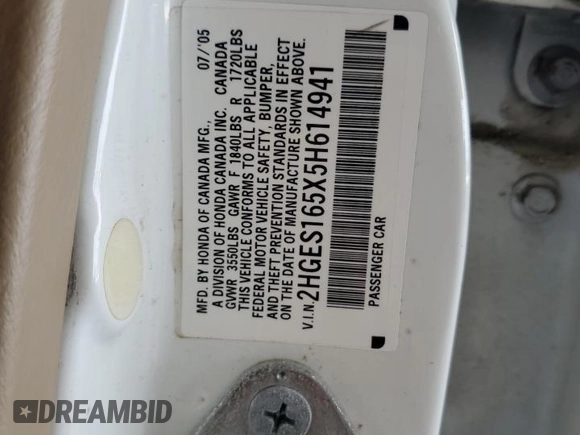 MFD. BY HONDA OF CANADA MFG., 07/'05
A DIVISION OF HONDA CANADA INC. CANADA
GVWR 3550LBS GAWR F 1840LBS R 1720LBS
THIS VEHICLE CONFORMS TO ALL APPLICABLE
FEDERAL MOTOR VEHICLE SAFETY, BUMPER,
AND THEFT PREVENTION STANDARDS IN EFFECT
ON THE DATE OF MANUFACTURE SHOWN ABOVE.
V.I.N. 2HGES165X5H614941
PASSENGER CAR
DREAMBID